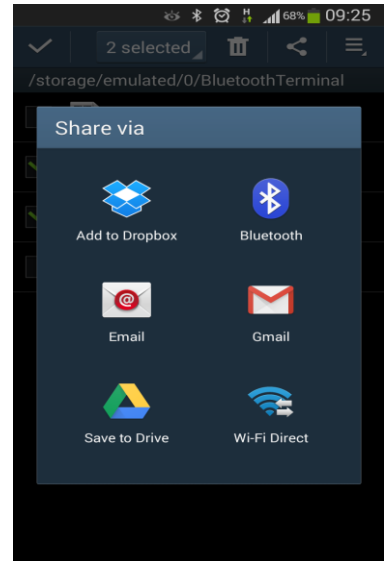 H
68% 09:25
2 selected
/storage/emulated/0/BluetoothTerminal
Share via
Add to Dropbox Bluetooth
Email Gmail
Save to Drive Wi-Fi Direct